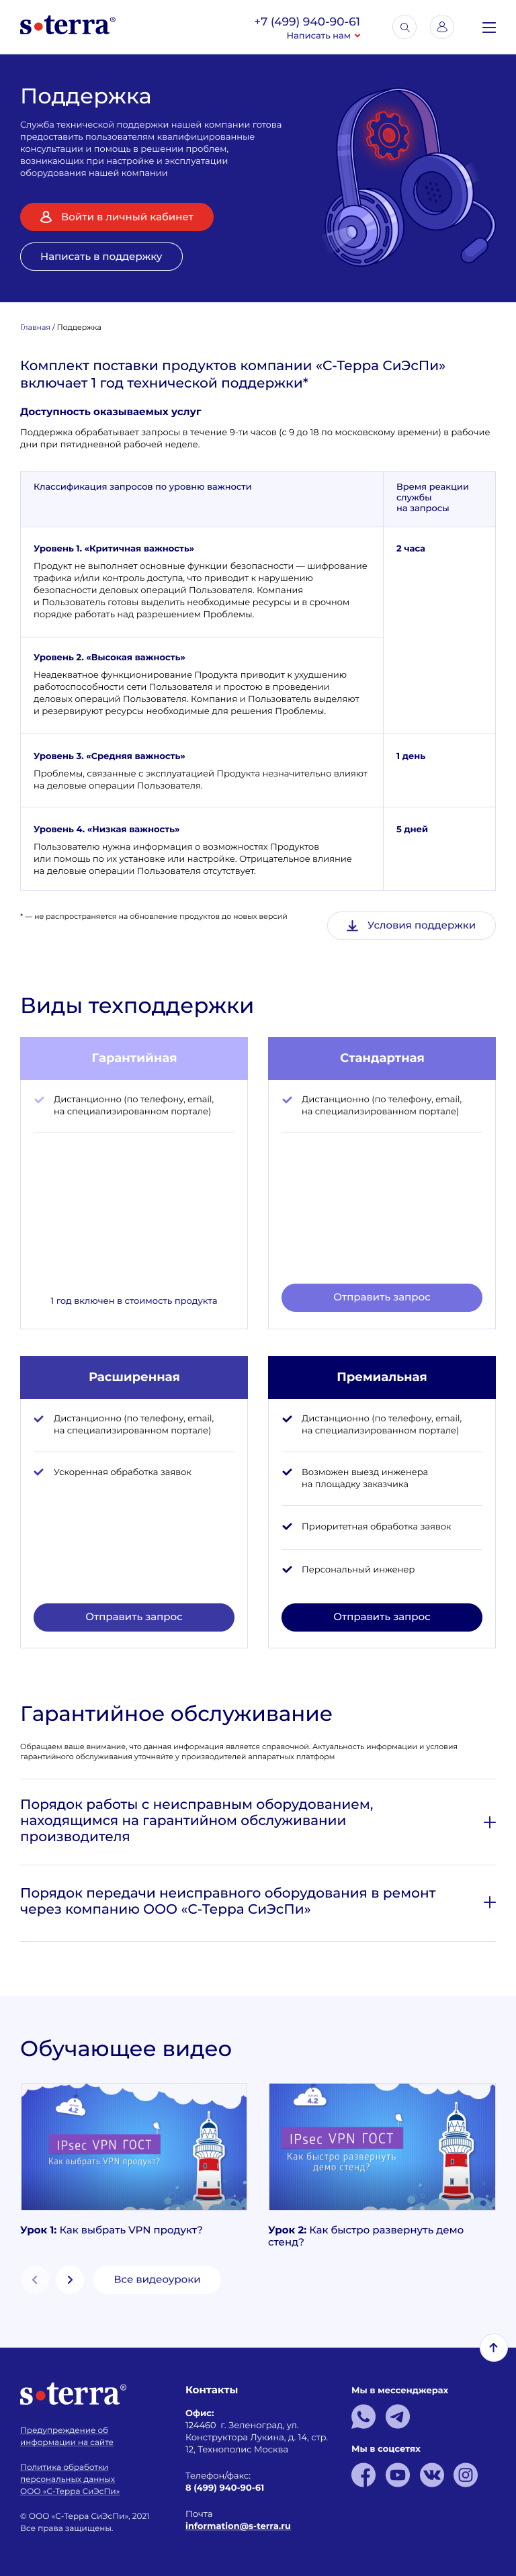 s•terra®
+7 (499) 940-90-61
Написать нам
Поддержка
Служба технической поддержки нашей компании готова
предоставить пользователям квалифицированные
консультации и помощь в решении проблем,
возникающих при настройке и эксплуатации
оборудования нашей компании
Войти в личный кабинет
Написать в поддержку
Главная / Поддержка
Комплект поставки продуктов компании «С-Терра СиЭсПи»
включает 1 год технической поддержки*
Доступность оказываемых услуг
Поддержка обрабатывает запросы в течение 9-ти часов (с 9 до 18 по московскому времени) в рабочие
дни при пятидневной рабочей неделе.
Классификация запросов по уровню важности
Время реакции
службы
на запросы
Уровень 1. «Критичная важность»
2 часа
Продукт не выполняет основные функции безопасности — шифрование
трафика и/или контроль доступа, что приводит к нарушению
безопасности деловых операций Пользователя. Компания
и Пользователь готовы выделить необходимые ресурсы и в срочном
порядке работать над разрешением Проблемы.
Уровень 2. «Высокая важность»
Неадекватное функционирование Продукта приводит к ухудшению
работоспособности сети Пользователя и простою в проведении
деловых операций Пользователя. Компания и Пользователь выделяют
и резервируют ресурсы необходимые для решения Проблемы.
Уровень 3. «Средняя важность»
1 день
Проблемы, связанные с эксплуатацией Продукта незначительно влияют
на деловые операции Пользователя.
Уровень 4. «Низкая важность»
5 дней
Пользователю нужна информация о возможностях Продуктов
или помощь по их установке или настройке. Отрицательное влияние
на деловые операции Пользователя отсутствует.
* — не распространяется на обновление продуктов до новых версий
Условия поддержки
Виды техподдержки
Гарантийная
Дистанционно (по телефону, email,
на специализированном портале)
1 год включен в стоимость продукта
Стандартная
Дистанционно (по телефону, email,
на специализированном портале)
Отправить запрос
Расширенная
Дистанционно (по телефону, email,
на специализированном портале)
Ускоренная обработка заявок
Отправить запрос
Премиальная
Дистанционно (по телефону, email,
на специализированном портале)
Возможен выезд инженера
на площадку заказчика
Приоритетная обработка заявок
Персональный инженер
Отправить запрос
Гарантийное обслуживание
Обращаем ваше внимание, что данная информация является справочной. Актуальность информации и условия
гарантийного обслуживания уточняйте у производителей аппаратных платформ
Порядок работы с неисправным оборудованием,
находящимся на гарантийном обслуживании
производителя
Порядок передачи неисправного оборудования в ремонт
через компанию ООО «С-Терра СиЭсПи»
Обучающее видео
4.2
IPsec VPN ГОСТ
Как выбрать VPN продукт?
Урок 1: Как выбрать VPN продукт?
4.2
IPsec VPN ГОСТ
Как быстро развернуть
демо стенд?
Урок 2: Как быстро развернуть демо
стенд?
Все видеоуроки
s•terra®
Предупреждение об
информации на сайте
Политика обработки
персональных данных
ООО «С-Терра СиЭсПи»
© ООО «С-Терра СиЭсПи», 2021
Все права защищены.
Контакты
Офис:
124460 г. Зеленоград, ул.
Конструктора Лукина, д. 14, стр.
12, Технополис Москва
Телефон/факс:
8 (499) 940-90-61
Почта
information@s-terra.ru
Мы в мессенджерах
Мы в соцсетях